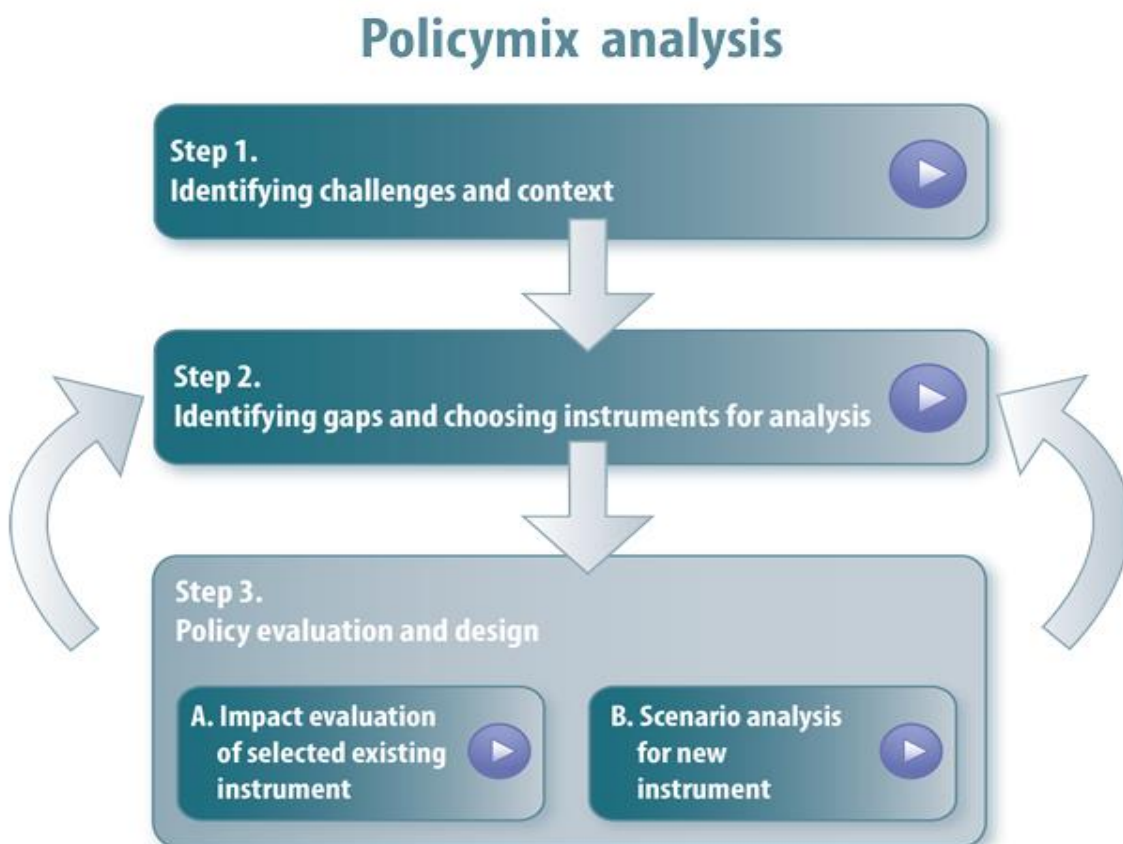 Policymix analysis
Step 1.
Identifying challenges and context
Step 2.
Identifying gaps and choosing instruments for analysis
Step 3.
Policy evaluation and design
A. Impact evaluation
of selected existing
instrument
B. Scenario analysis
for new
instrument